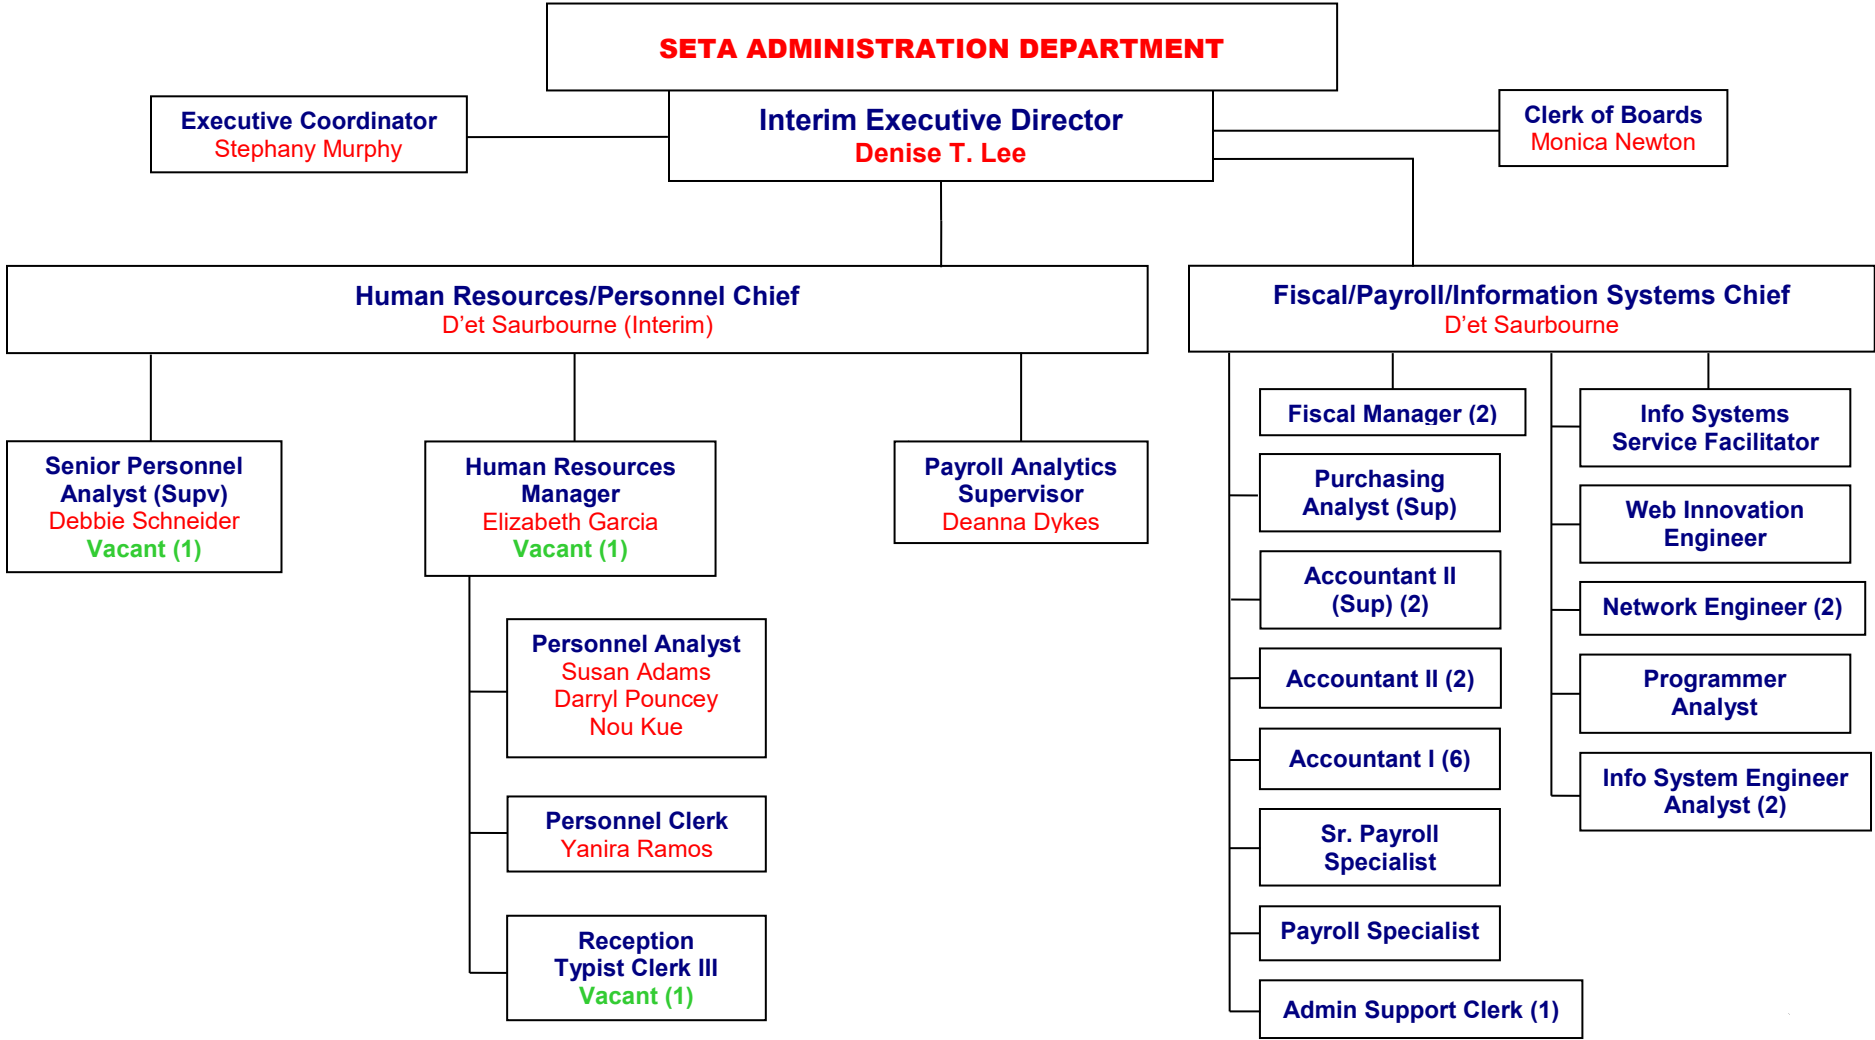 SETA ADMINISTRATION DEPARTMENT
Interim Executive Director
Denise T. Lee
Executive Coordinator
Stephany Murphy
Clerk of Boards
Monica Newton
Human Resources/Personnel Chief
D’et Saurbourne (Interim)
Fiscal/Payroll/Information Systems Chief
D’et Saurbourne
Senior Personnel
Analyst (Supv)
Debbie Schneider
Vacant (1)
Human Resources
Manager
Elizabeth Garcia
Vacant (1)
Payroll Analytics
Supervisor
Deanna Dykes
Personnel Analyst
Susan Adams
Darryl Pouncey
Nou Kue
Personnel Clerk
Yanira Ramos
Reception
Typist Clerk III
Vacant (1)
Fiscal Manager (2)
Purchasing
Analyst (Sup)
Accountant II
(Sup) (2)
Accountant II (2)
Accountant I (6)
Sr. Payroll
Specialist
Payroll Specialist
Admin Support Clerk (1)
Info Systems
Service Facilitator
Web Innovation
Engineer
Network Engineer (2)
Programmer
Analyst
Info System Engineer
Analyst (2)